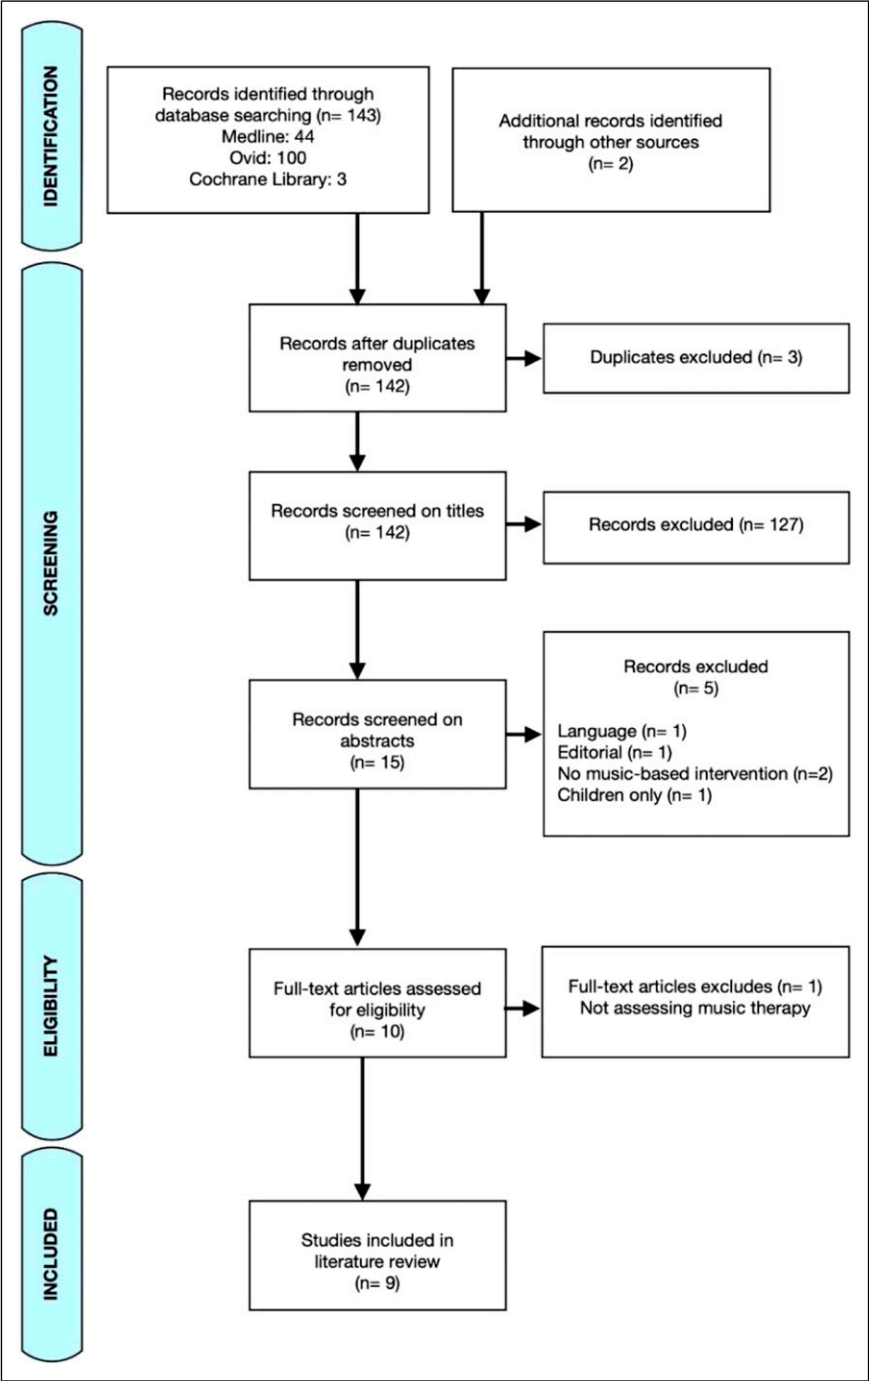 IDENTIFICATION
Records identified through
database searching (n= 143)
Medline: 44
Ovid: 100
Cochrane Library: 3
Additional records identified
through other sources
(n= 2)
SCREENING
Records after duplicates
removed
(n= 142)
Duplicates excluded (n= 3)
Records screened on titles
(n= 142)
Records excluded (n= 127)
Records screened on
abstracts
(n= 15)
Records excluded
(n= 5)
Language (n= 1)
Editorial (n= 1)
No music-based intervention (n=2)
Children only (n= 1)
ELIGIBILITY
Full-text articles assessed
for eligibility
(n= 10)
Full-text articles excludes (n= 1)
Not assessing music therapy
INCLUDED
Studies included in
literature review
(n= 9)